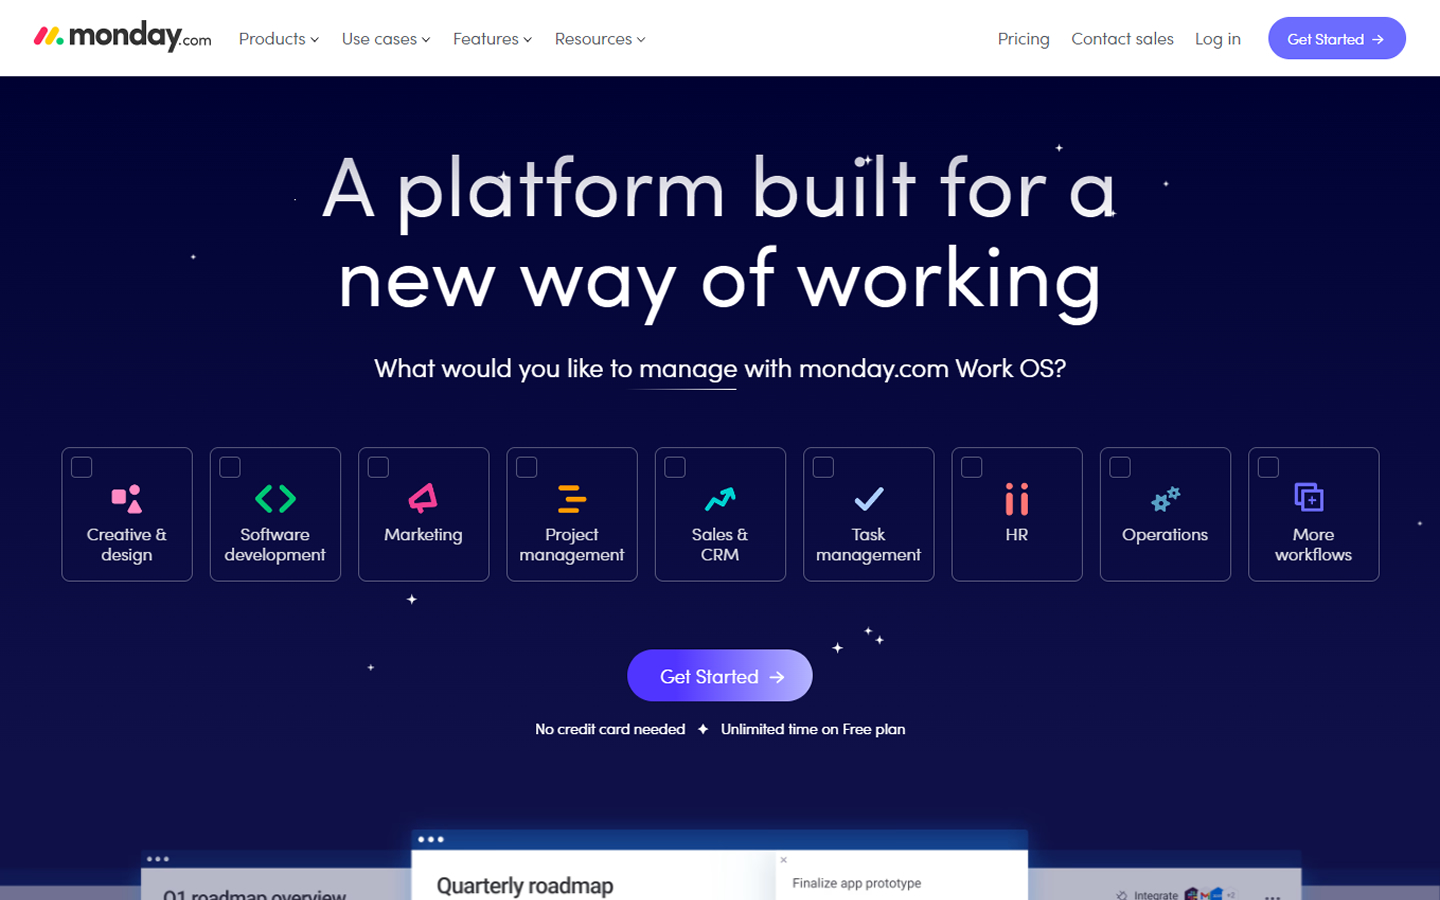 monday.com
Products
Use cases
Features
Resources
Pricing
Contact sales
Log in
Get Started →
A platform built for a
new way of working
What would you like to manage with monday.com Work OS?
Creative &
design
Software
development
Marketing
Project
management
Sales &
CRM
Task
management
HR
Operations
More
workflows
Get Started →
No credit card needed ✦ Unlimited time on Free plan
Q1 roadmap overview
Quarterly roadmap
Finalize app prototype
Integrate
+2